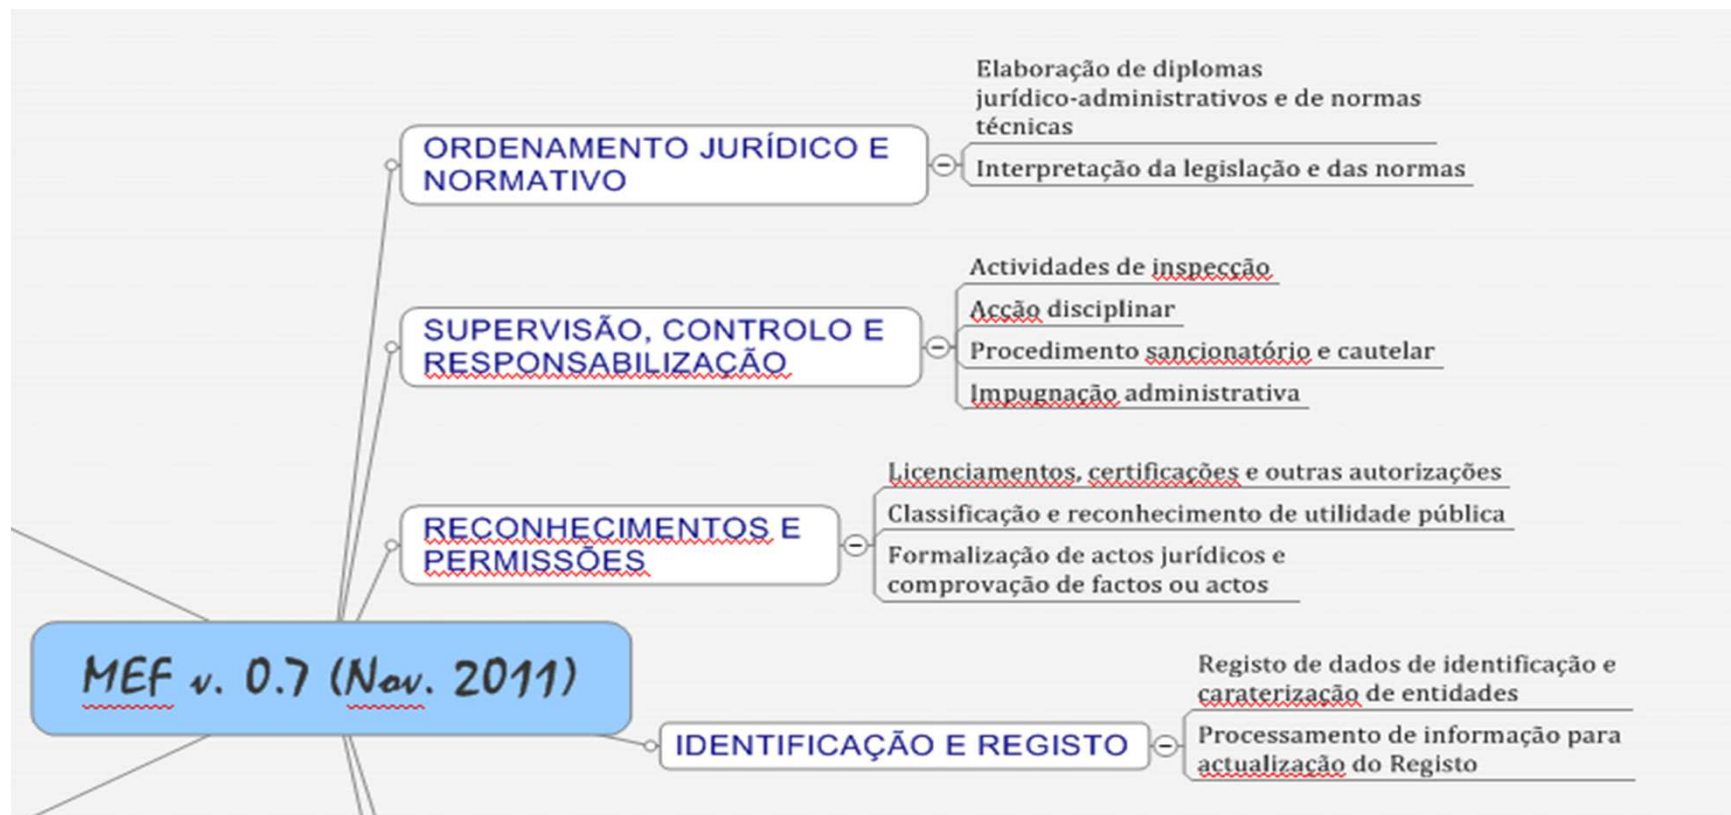 ORDENAMENTO JURÍDICO E
NORMATIVO
Elaboração de diplomas
jurídico-administrativos e de normas
técnicas
Interpretação da legislação e das normas
SUPERVISÃO, CONTROLO E
RESPONSABILIZAÇÃO
Actividades de inspecção
Acção disciplinar
Procedimento sancionatório e cautelar
Impugnação administrativa
RECONHECIMENTOS E
PERMISSÕES
Licenciamentos, certificações e outras autorizações
Classificação e reconhecimento de utilidade pública
Formalização de actos jurídicos e
comprovação de factos ou actos
MEF v. 0.7 (Nov. 2011)
IDENTIFICAÇÃO E REGISTO
Registo de dados de identificação e
caraterização de entidades
Processamento de informação para
actualização do Registo